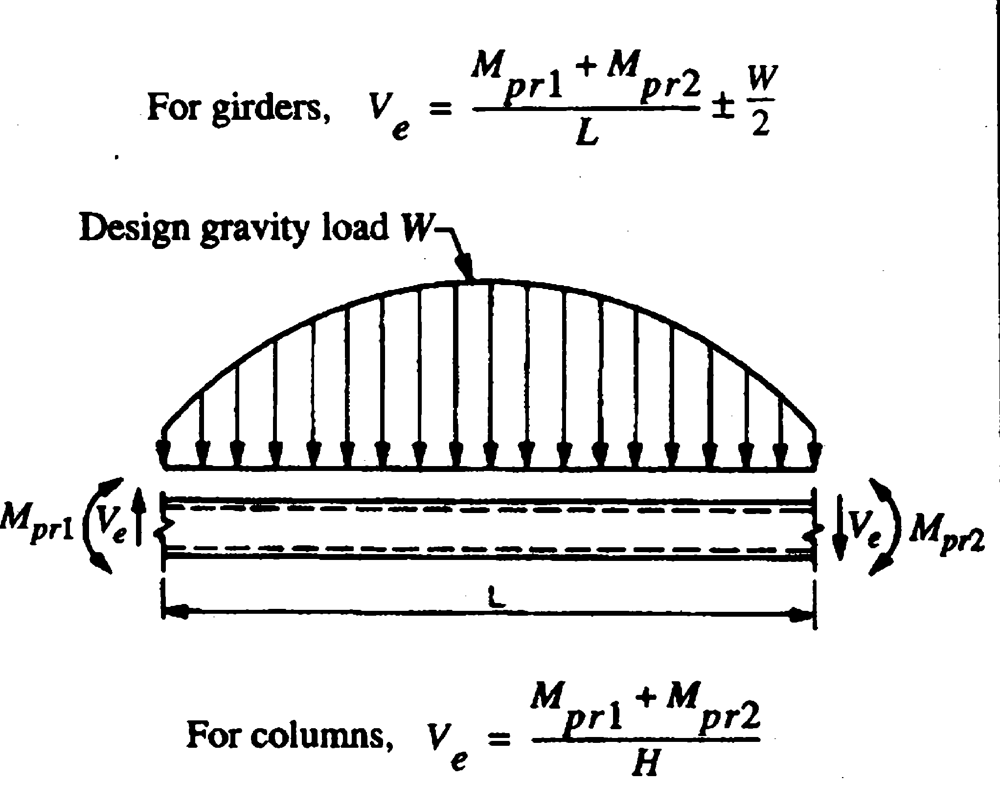 For girders, V_e = (M_pr1 + M_pr2) / L ± W/2
Design gravity load W
M_pr1 V_e V_e M_pr2
L
For columns, V_e = (M_pr1 + M_pr2) / H